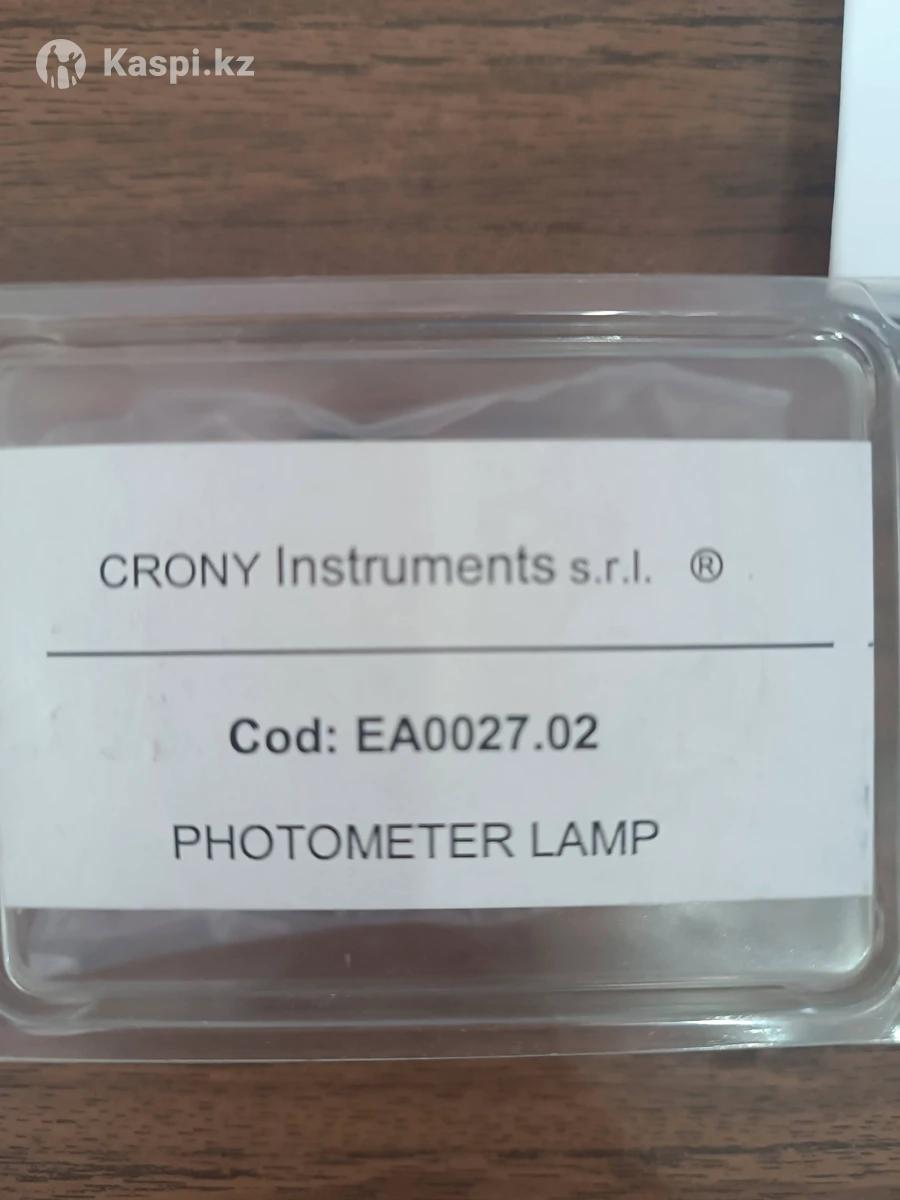 Kaspi.kz
CRONY Instruments s.r.l. ®
Cod: EA0027.02
PHOTOMETER LAMP